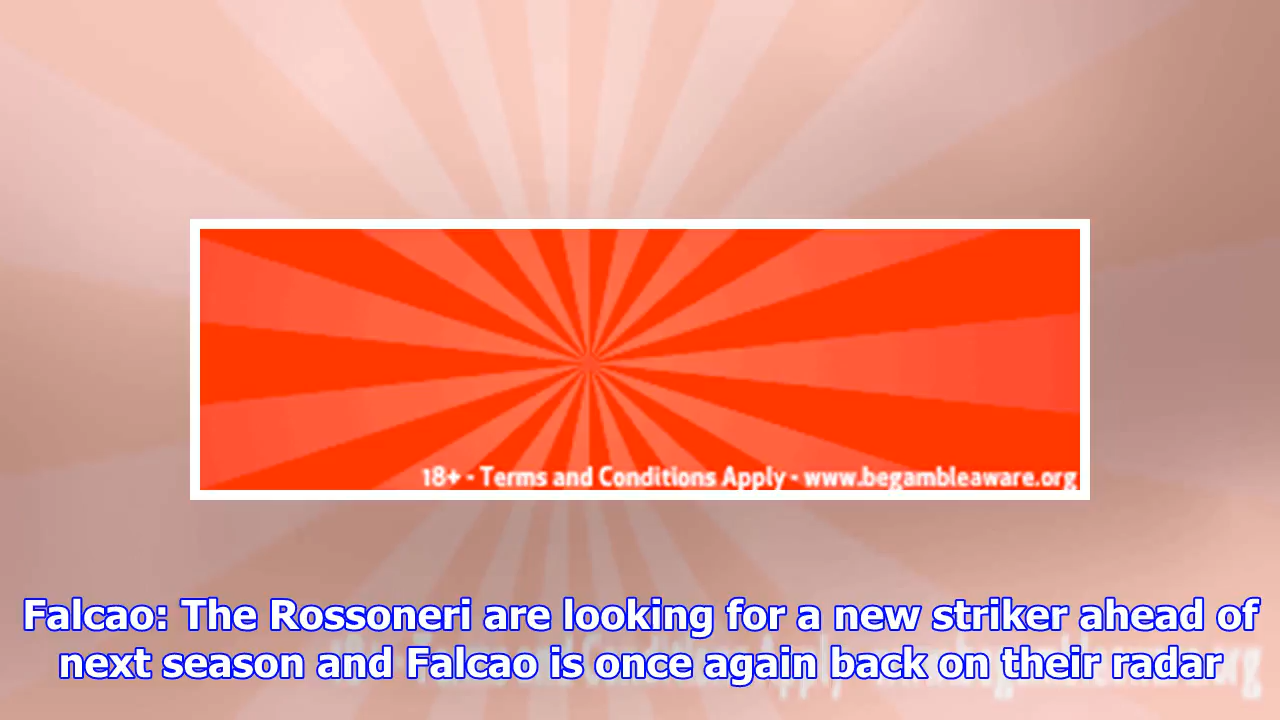 18+ - Terms and Conditions Apply - www.begambleaware.org
Falcao: The Rossoneri are looking for a new striker ahead of
next season and Falcao is once again back on their radar